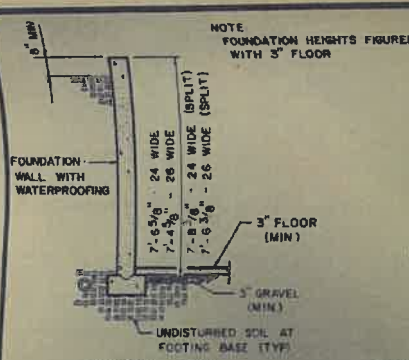 NOTE
FOUNDATION HEIGHTS FIGURED
WITH 3" FLOOR
8" MIN
FOUNDATION
WALL WITH
WATERPROOFING
7'-6 5/8" - 24 WIDE
7'-4 5/8" - 26 WIDE
7'-8 3/8" - 24 WIDE (SPLIT)
7'-6 3/8" - 26 WIDE (SPLIT)
3" FLOOR
(MIN)
3" GRAVEL
(MIN.)
UNDISTURBED SOIL AT
FOOTING BASE (TYP)